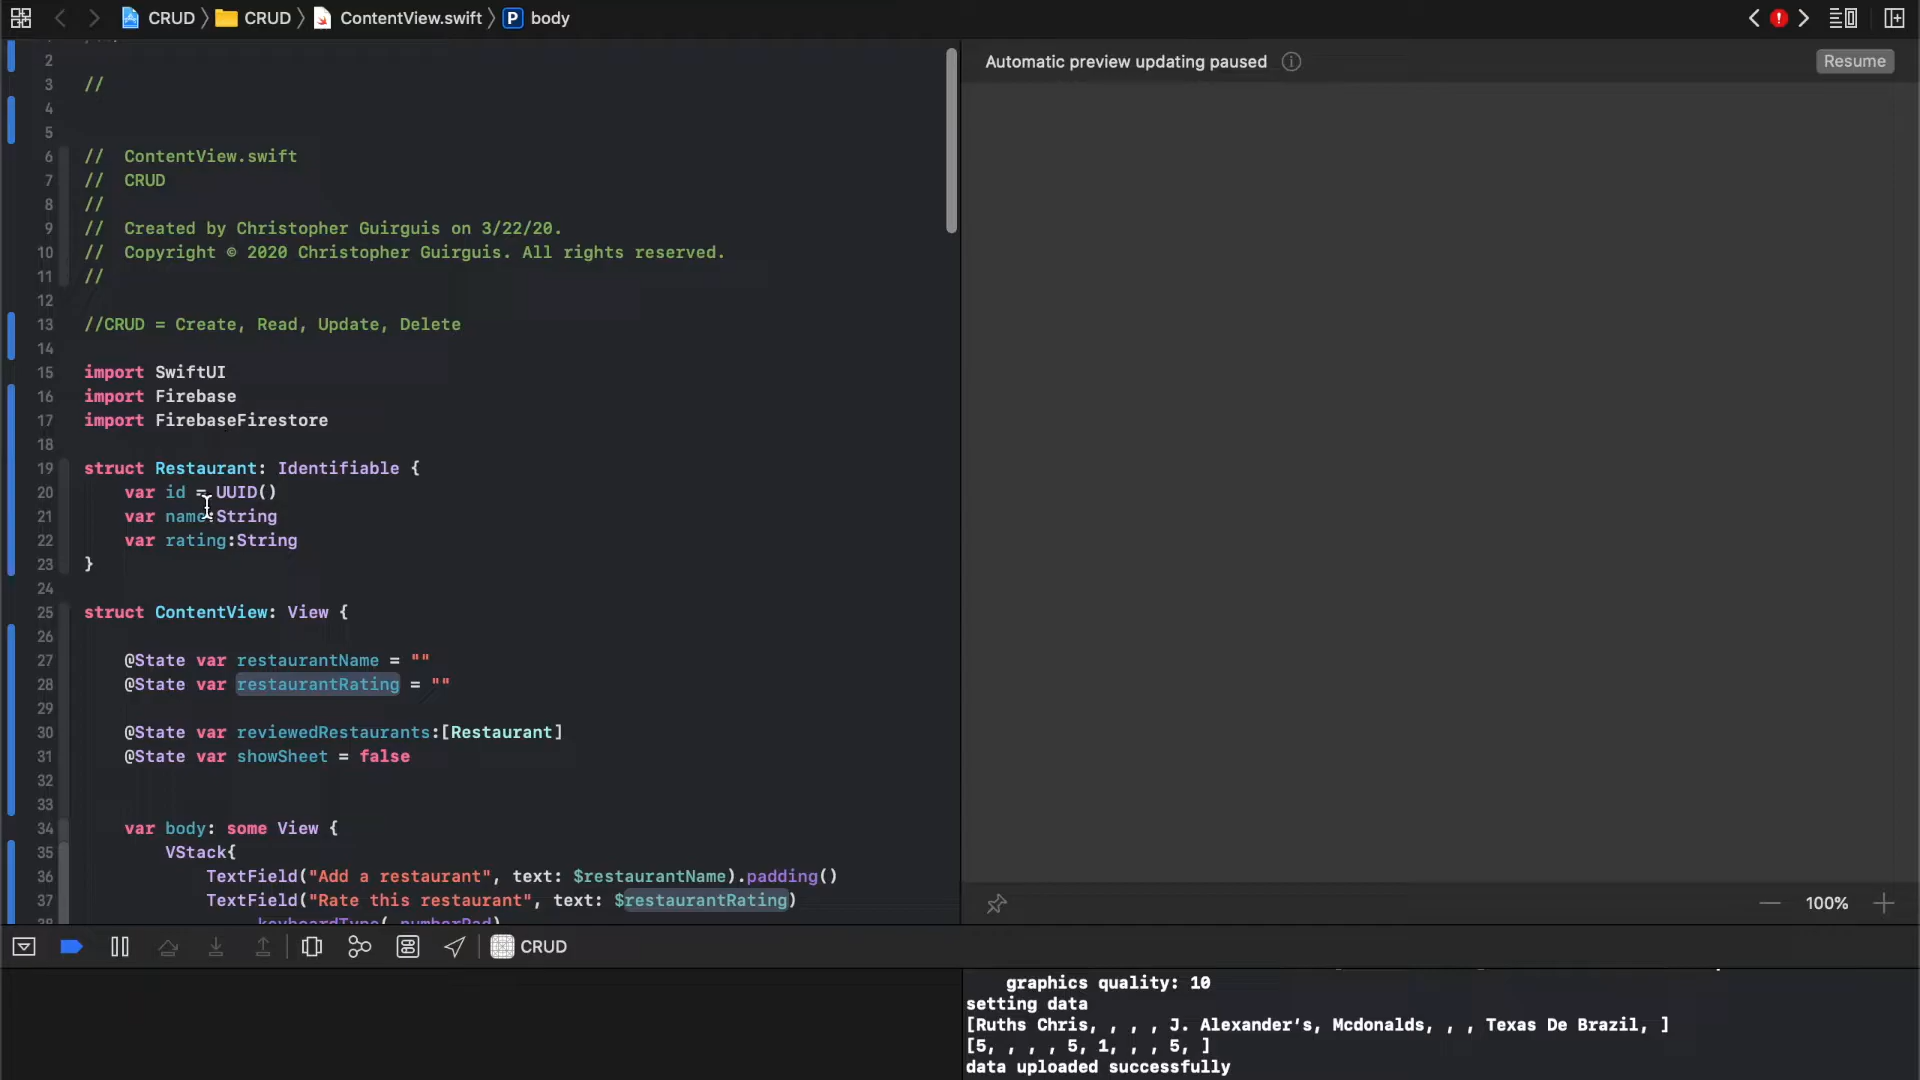 CRUD CRUD ContentView.swift P body
Automatic preview updating paused Resume
2
3 //
4
5
6 // ContentView.swift
7 // CRUD
8 //
9 // Created by Christopher Guirguis on 3/22/20.
10 // Copyright © 2020 Christopher Guirguis. All rights reserved.
11 //
12
13 //CRUD = Create, Read, Update, Delete
14
15 import SwiftUI
16 import Firebase
17 import FirebaseFirestore
18
19 struct Restaurant: Identifiable {
20 var id = UUID()
21 var name:String
22 var rating:String
23 }
24
25 struct ContentView: View {
26
27 @State var restaurantName = ""
28 @State var restaurantRating = ""
29
30 @State var reviewedRestaurants:[Restaurant]
31 @State var showSheet = false
32
33
34 var body: some View {
35 VStack{
36 TextField("Add a restaurant", text: $restaurantName).padding()
37 TextField("Rate this restaurant", text: $restaurantRating)
38 .keyboardType(.numberPad)
100%
CRUD
graphics quality: 10
setting data
[Ruths Chris, , , , J. Alexander’s, Mcdonalds, , , Texas De Brazil, ]
[5, , , , 5, 1, , , 5, ]
data uploaded successfully